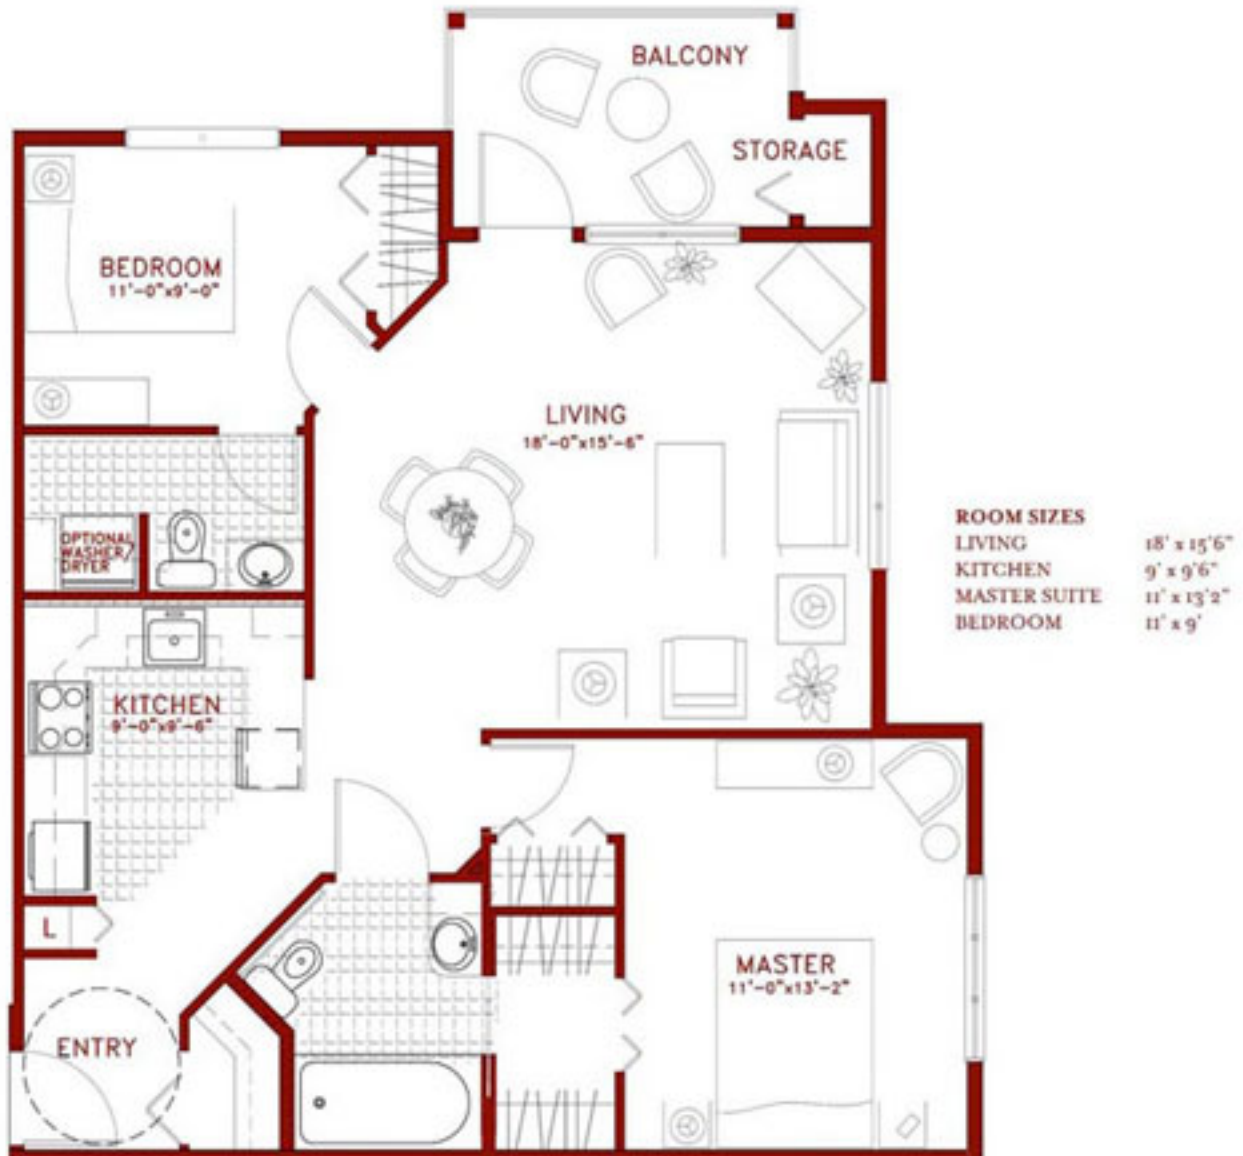 BALCONY
STORAGE
BEDROOM
11'-0"x9'-0"
LIVING
18'-0"x15'-6"
OPTIONAL
WASHER/
DRYER
ROOM SIZES
LIVING 18' x 15'6"
KITCHEN 9' x 9'6"
MASTER SUITE 11' x 13'2"
BEDROOM 11' x 9'
KITCHEN
9'-0"x9'-6"
L
MASTER
11'-0"x13'-2"
ENTRY